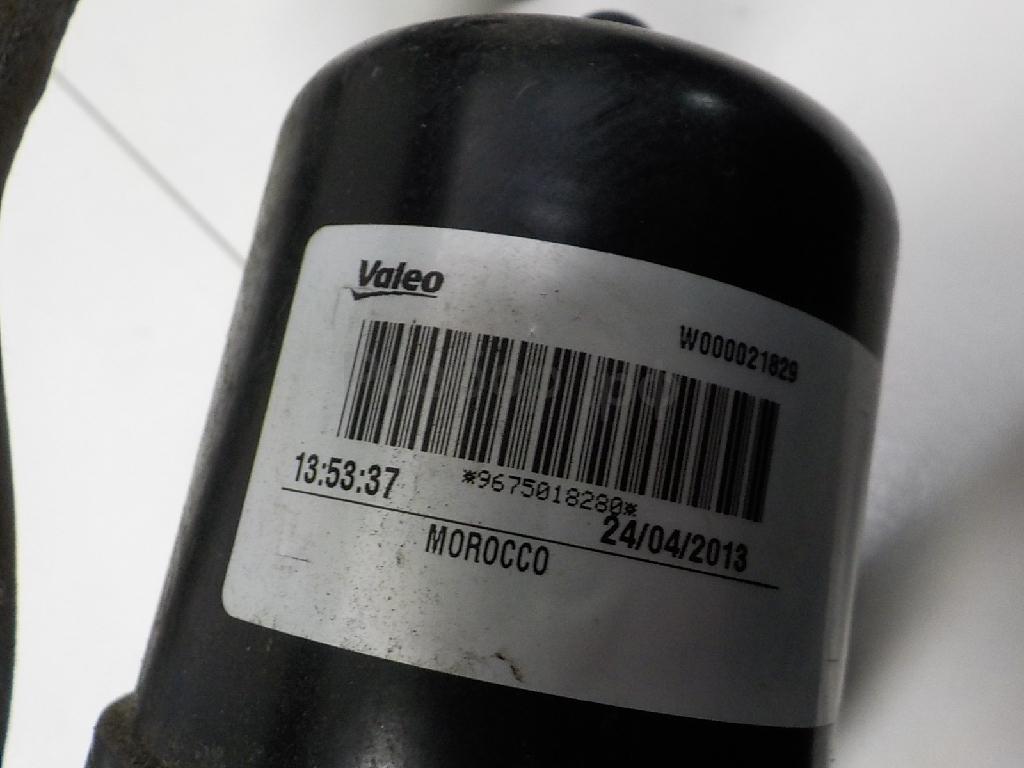 Valeo
W000021829
13:53:37
*9675018280*
24/04/2013
MOROCCO